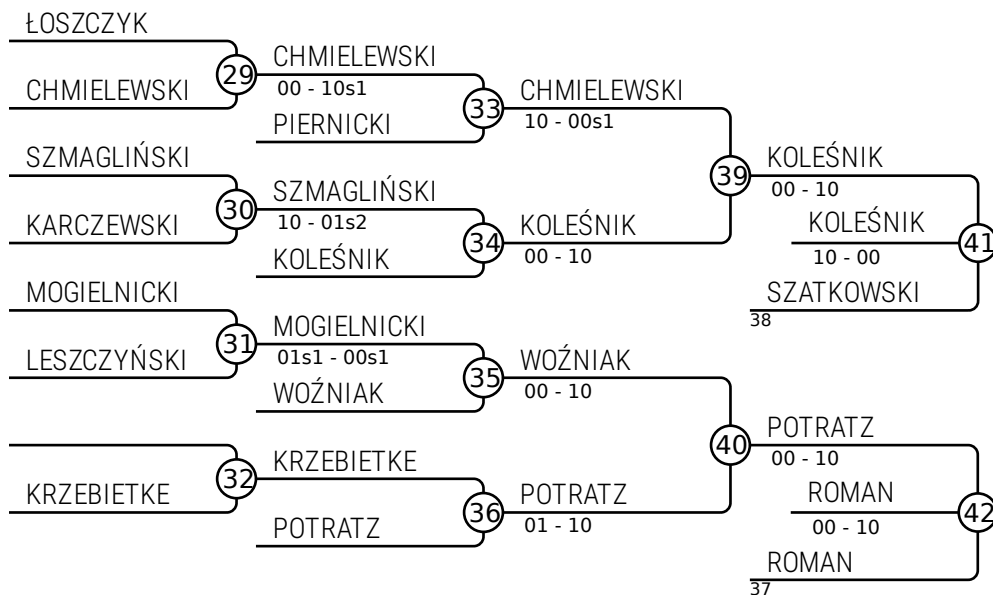 ŁOSZCZYK
29
CHMIELEWSKI
00 - 10s1
CHMIELEWSKI
33
CHMIELEWSKI
10 - 00s1
PIERNICKI
SZMAGLIŃSKI
39
KOLEŚNIK
00 - 10
30
SZMAGLIŃSKI
10 - 01s2
KARCZEWSKI
34
KOLEŚNIK
00 - 10
KOLEŚNIK
10 - 00
41
KOLEŚNIK
MOGIELNICKI
SZATKOWSKI
38
31
MOGIELNICKI
01s1 - 00s1
LESZCZYŃSKI
35
WOŹNIAK
00 - 10
WOŹNIAK
40
POTRATZ
00 - 10
32
KRZEBIETKE
KRZEBIETKE
36
POTRATZ
01 - 10
ROMAN
00 - 10
42
POTRATZ
ROMAN
37